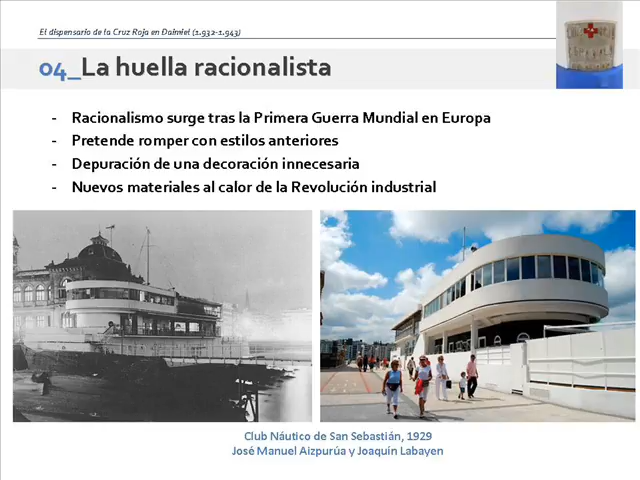 El dispensario de la Cruz Roja en Daimiel (1.932-1.943)
04_La huella racionalista
- Racionalismo surge tras la Primera Guerra Mundial en Europa
- Pretende romper con estilos anteriores
- Depuración de una decoración innecesaria
- Nuevos materiales al calor de la Revolución industrial
Club Náutico de San Sebastián, 1929
José Manuel Aizpurúa y Joaquín Labayen